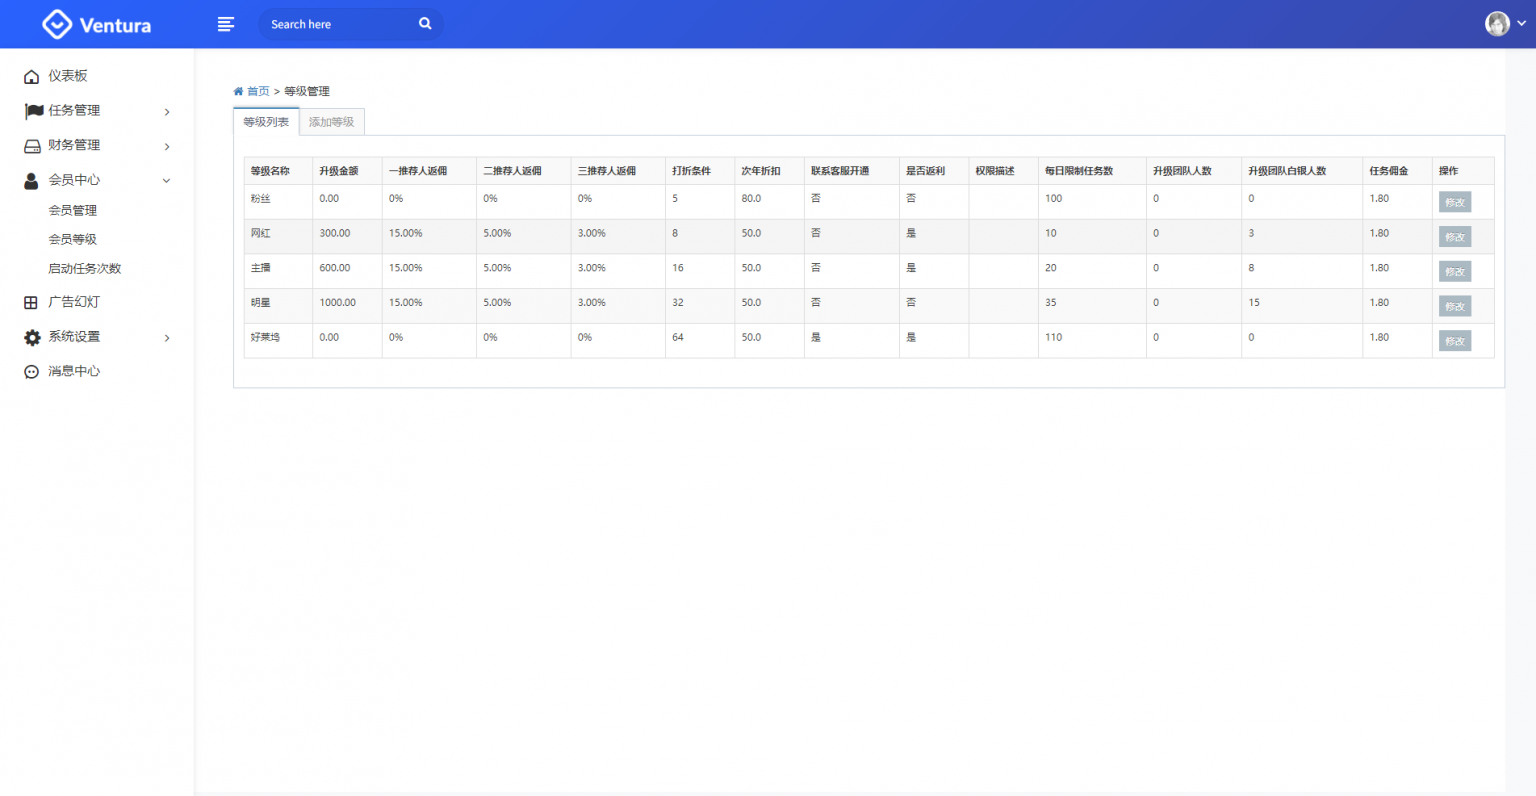 Ventura
Search here
仪表板
任务管理
财务管理
会员中心
会员管理
会员等级
启动任务次数
广告幻灯
系统设置
消息中心
首页 > 等级管理
等级列表 添加等级
等级名称 升级金额 一推荐人返佣 二推荐人返佣 三推荐人返佣 打折条件 次年折扣 联系客服开通 是否返利 权限描述 每日限制任务数 升级团队人数 升级团队白银人数 任务佣金 操作
粉丝 0.00 0% 0% 0% 5 80.0 否 否 100 0 0 1.80 修改
网红 300.00 15.00% 5.00% 3.00% 8 50.0 否 是 10 0 3 1.80 修改
主播 600.00 15.00% 5.00% 3.00% 16 50.0 否 是 20 0 8 1.80 修改
明星 1000.00 15.00% 5.00% 3.00% 32 50.0 否 否 35 0 15 1.80 修改
好莱坞 0.00 0% 0% 0% 64 50.0 是 是 110 0 0 1.80 修改